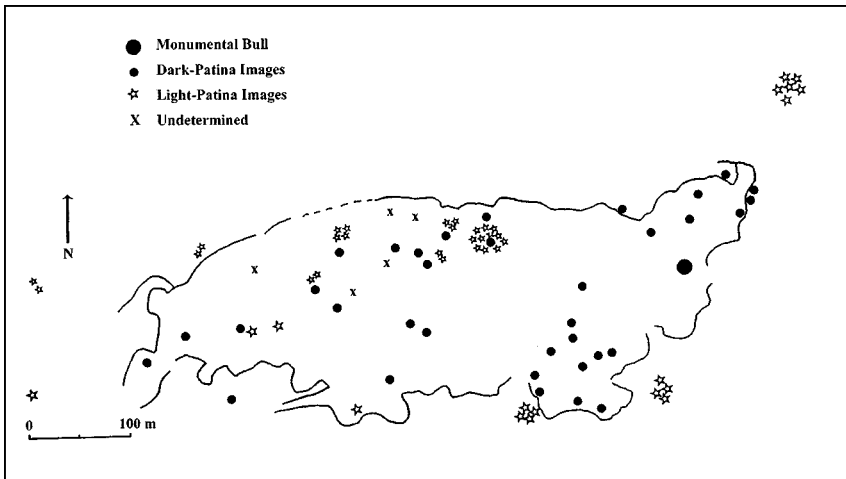 Monumental Bull
Dark-Patina Images
Light-Patina Images
X Undetermined
N
0 100 m